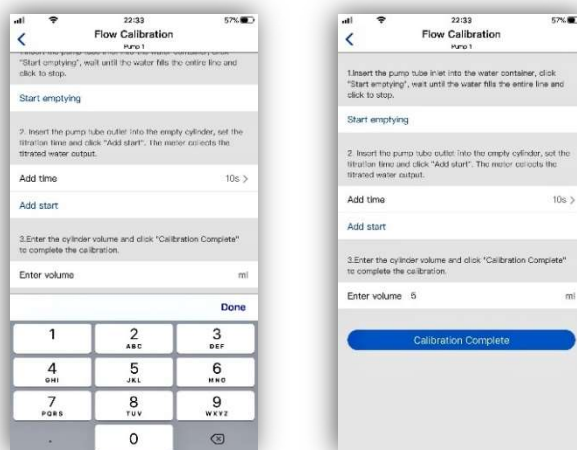 22:33
57%
Flow Calibration
Pump 1
"Start emptying", wait until the water fills the entire line and
click to stop.
Start emptying
2. Insert the pump tube outlet into the empty cylinder, set the
titration time and click "Add start". The meter collects the
titrated water output.
Add time 10s >
Add start
3.Enter the cylinder volume and click "Calibration Complete"
to complete the calibration.
Enter volume ml
Done
1
2 ABC
3 DEF
4 GHI
5 JKL
6 MNO
7 PQRS
8 TUV
9 WXYZ
.
0
22:33
57%
Flow Calibration
Pump 1
1.Insert the pump tube inlet into the water container, click
"Start emptying", wait until the water fills the entire line and
click to stop.
Start emptying
2. Insert the pump tube outlet into the empty cylinder, set the
titration time and click "Add start". The meter collects the
titrated water output.
Add time 10s >
Add start
3.Enter the cylinder volume and click "Calibration Complete"
to complete the calibration.
Enter volume 5 ml
Calibration Complete